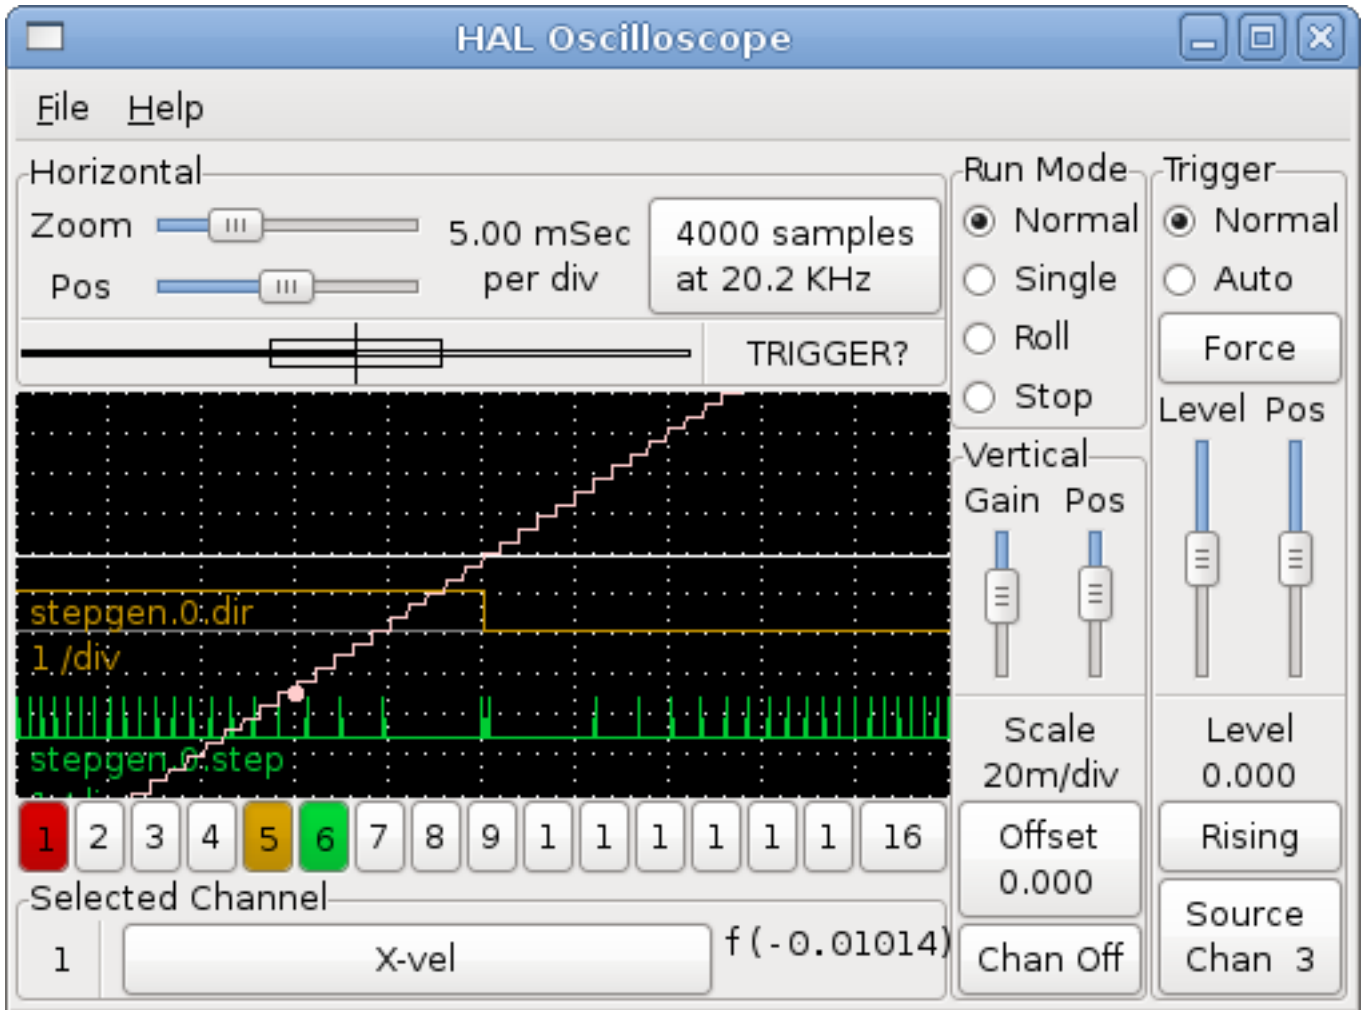 HAL Oscilloscope
File Help
Horizontal
Zoom
Pos
5.00 mSec
per div
4000 samples
at 20.2 KHz
TRIGGER?
Run Mode
Normal
Single
Roll
Stop
Trigger
Normal
Auto
Force
Level Pos
Vertical
Gain Pos
Scale
20m/div
Offset
0.000
Chan Off
Level
0.000
Rising
Source
Chan 3
stepgen.0.dir
1 /div
stepgen.0.step
1 2 3 4 5 6 7 8 9 1 1 1 1 1 1 16
Selected Channel
1
X-vel
f(-0.01014)